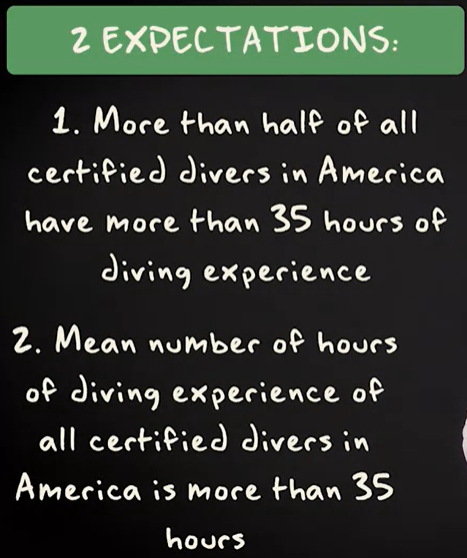 2 EXPECTATIONS:
1. More than half of all
certified divers in America
have more than 35 hours of
diving experience
2. Mean number of hours
of diving experience of
all certified divers in
America is more than 35
hours